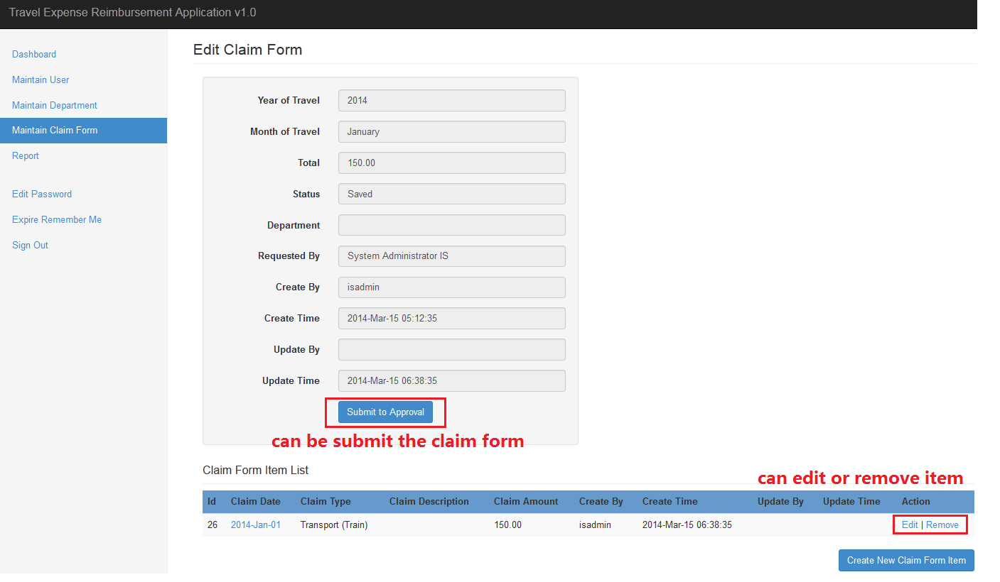 Travel Expense Reimbursement Application v1.0
Dashboard
Maintain User
Maintain Department
Maintain Claim Form
Report
Edit Password
Expire Remember Me
Sign Out
Edit Claim Form
Year of Travel 2014
Month of Travel January
Total 150.00
Status Saved
Department
Requested By System Administrator IS
Create By isadmin
Create Time 2014-Mar-15 05:12:35
Update By
Update Time 2014-Mar-15 06:38:35
Submit to Approval
can be submit the claim form
Claim Form Item List
can edit or remove item
Id Claim Date Claim Type Claim Description Claim Amount Create By Create Time Update By Update Time Action
26 2014-Jan-01 Transport (Train) 150.00 isadmin 2014-Mar-15 06:38:35 Edit | Remove
Create New Claim Form Item